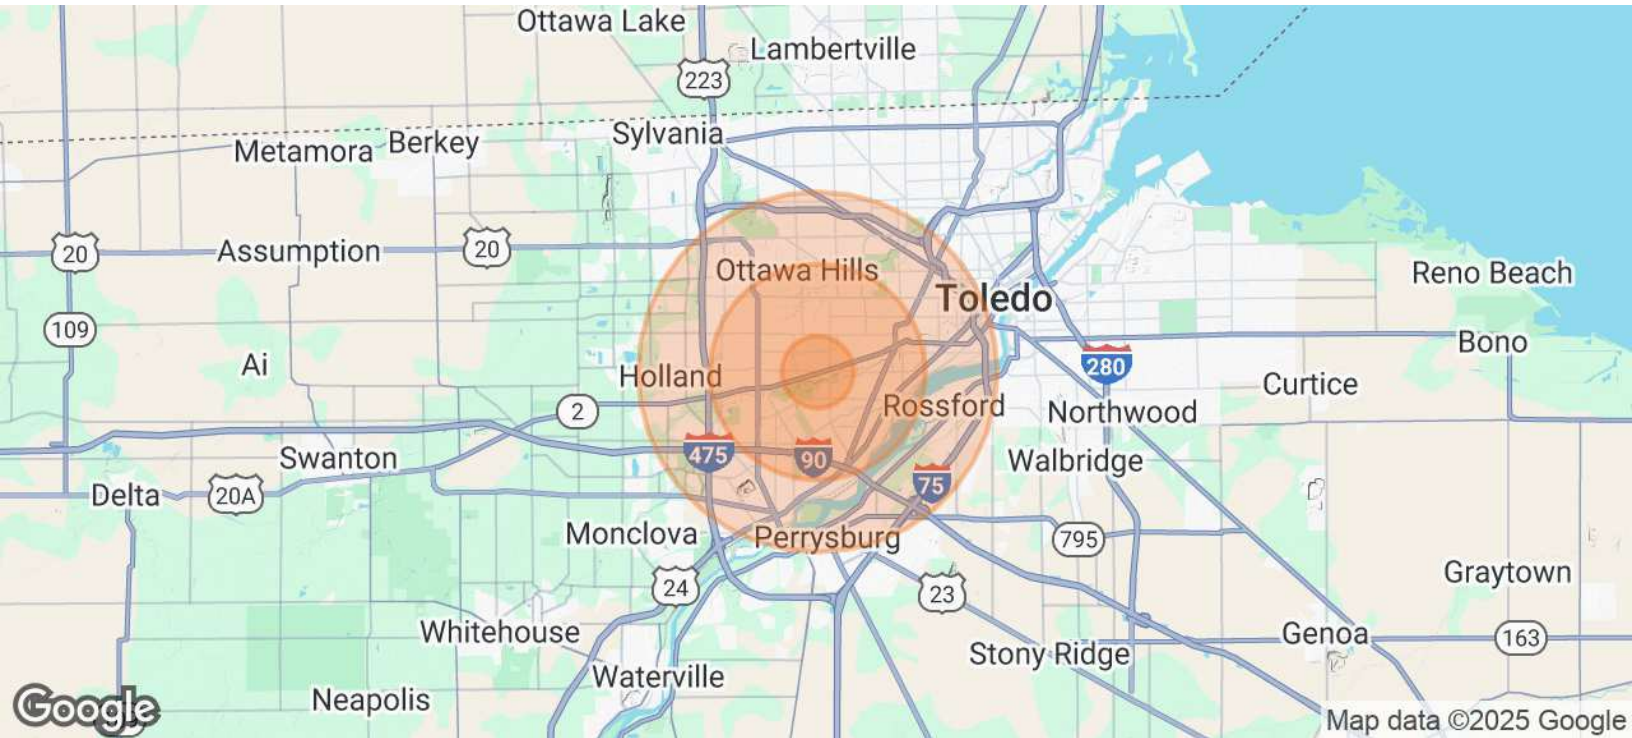 Ottawa Lake
Lambertville
223
Sylvania
Berkey
Metamora
20
Assumption
20
Ottawa Hills
Reno Beach
Toledo
109
Bono
Ai
280
Holland
Curtice
2
Rossford
Northwood
475
90
Swanton
Walbridge
75
Delta
20A
Monclova
Perrysburg
795
Graytown
24
23
Whitehouse
Genoa
163
Stony Ridge
Waterville
Neapolis
Google
Map data ©2025 Google